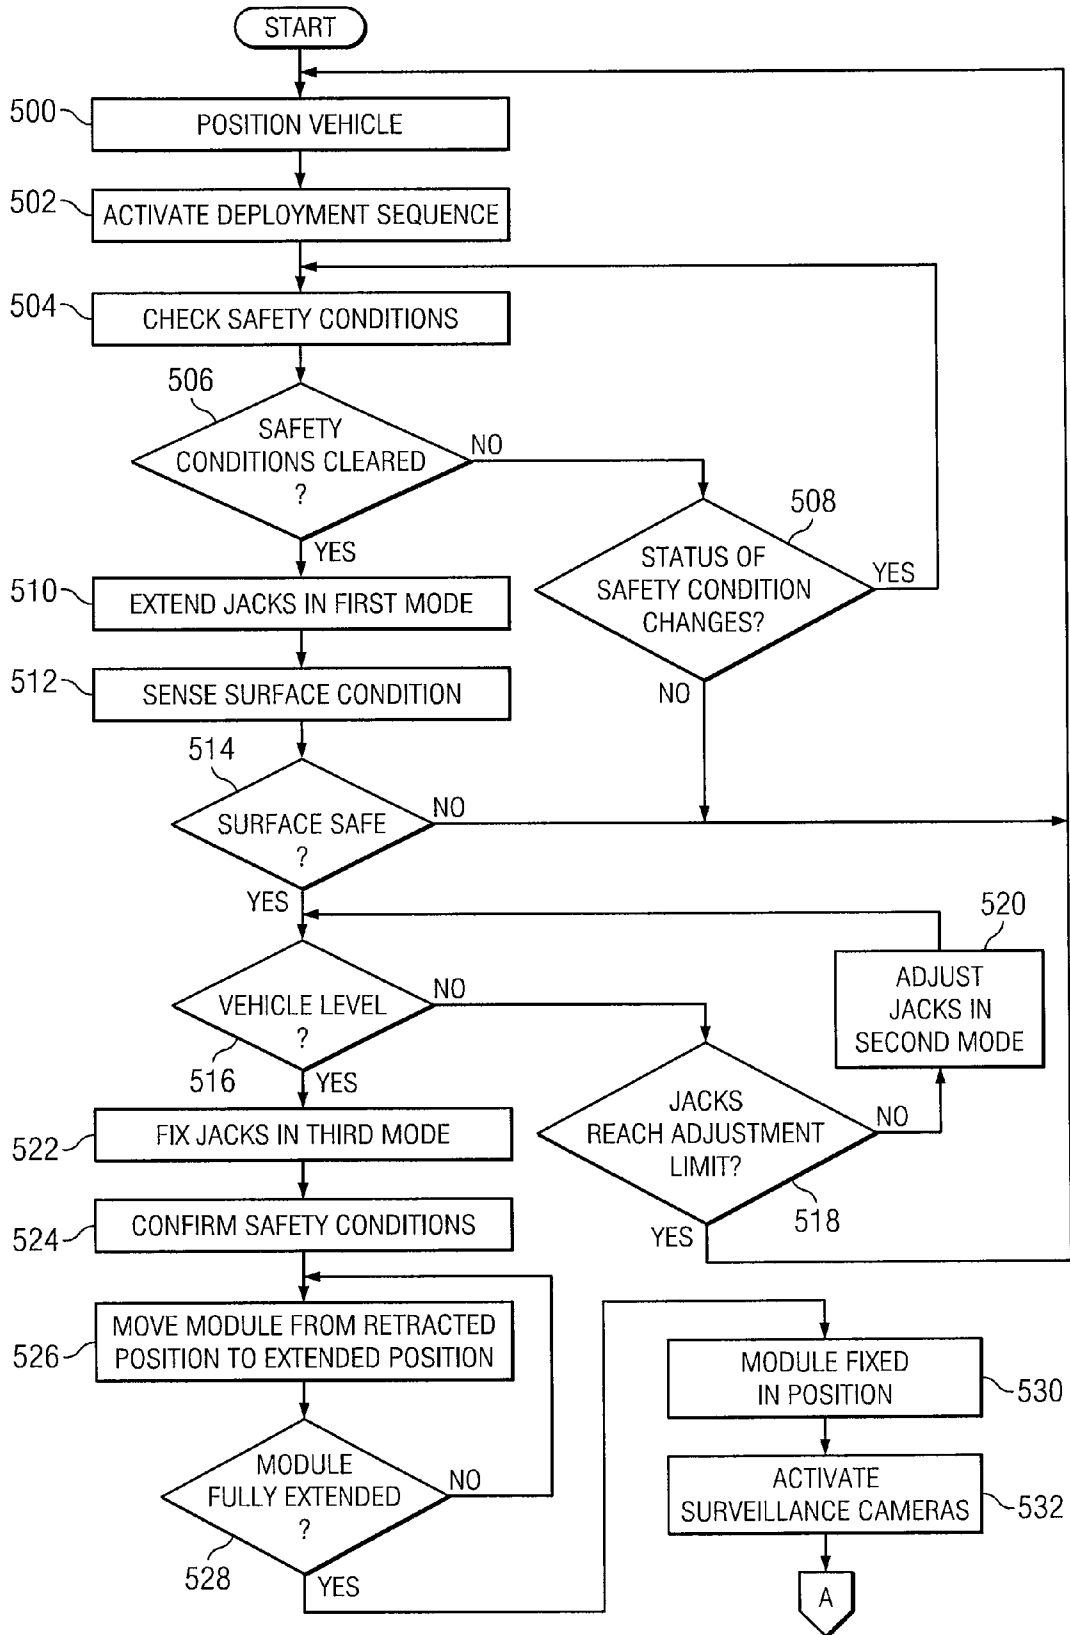 START
500
POSITION VEHICLE
502
ACTIVATE DEPLOYMENT SEQUENCE
504
CHECK SAFETY CONDITIONS
506
SAFETY
CONDITIONS CLEARED
?
NO
YES
508
STATUS OF
SAFETY CONDITION
CHANGES?
YES
NO
510
EXTEND JACKS IN FIRST MODE
512
SENSE SURFACE CONDITION
514
SURFACE SAFE
?
NO
YES
516
VEHICLE LEVEL
?
NO
YES
520
ADJUST
JACKS IN
SECOND MODE
JACKS
REACH ADJUSTMENT
LIMIT?
NO
518
YES
522
FIX JACKS IN THIRD MODE
524
CONFIRM SAFETY CONDITIONS
526
MOVE MODULE FROM RETRACTED
POSITION TO EXTENDED POSITION
MODULE
FULLY EXTENDED
?
NO
528
YES
MODULE FIXED
IN POSITION
530
ACTIVATE
SURVEILLANCE CAMERAS
532
A